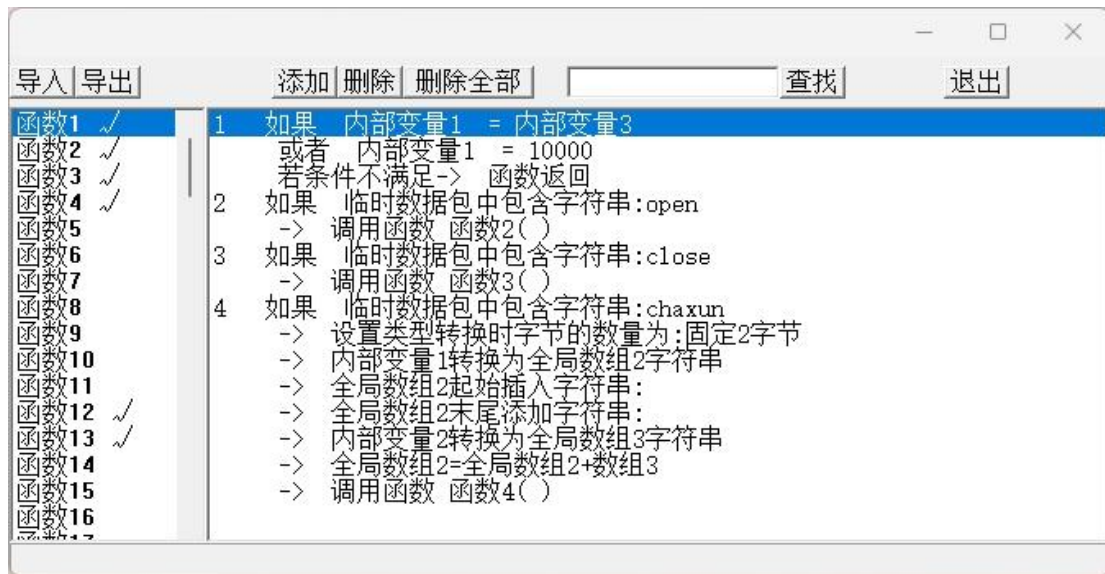 导入 导出 添加 删除 删除全部 查找 退出
函数1 √
函数2 √
函数3 √
函数4 √
函数5
函数6
函数7
函数8
函数9
函数10
函数11
函数12 √
函数13 √
函数14
函数15
函数16
1 如果 内部变量1 = 内部变量3
或者 内部变量1 = 10000
若条件不满足-> 函数返回
2 如果 临时数据包中包含字符串:open
-> 调用函数 函数2( )
3 如果 临时数据包中包含字符串:close
-> 调用函数 函数3( )
4 如果 临时数据包中包含字符串:chaxun
-> 设置类型转换时字节的数量为:固定2字节
-> 内部变量1转换为全局数组2字符串
-> 全局数组2起始插入字符串:
-> 全局数组2末尾添加字符串:
-> 内部变量2转换为全局数组3字符串
-> 全局数组2=全局数组2+数组3
-> 调用函数 函数4( )